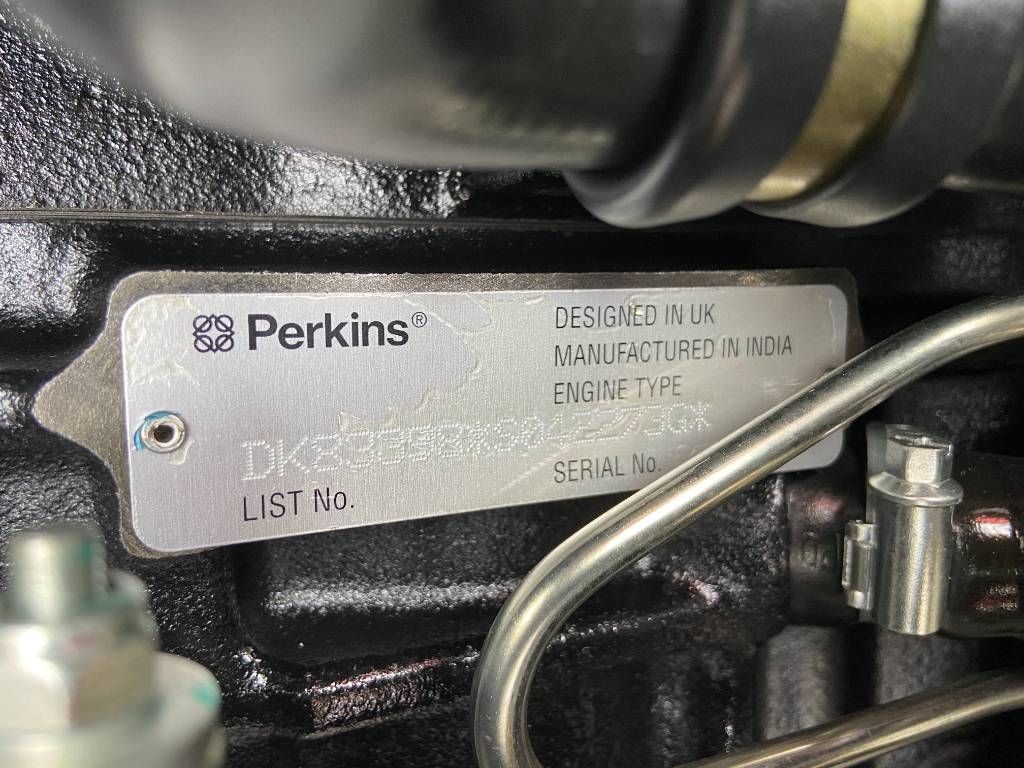 Perkins®
DESIGNED IN UK
MANUFACTURED IN INDIA
ENGINE TYPE
SERIAL No.
LIST No.